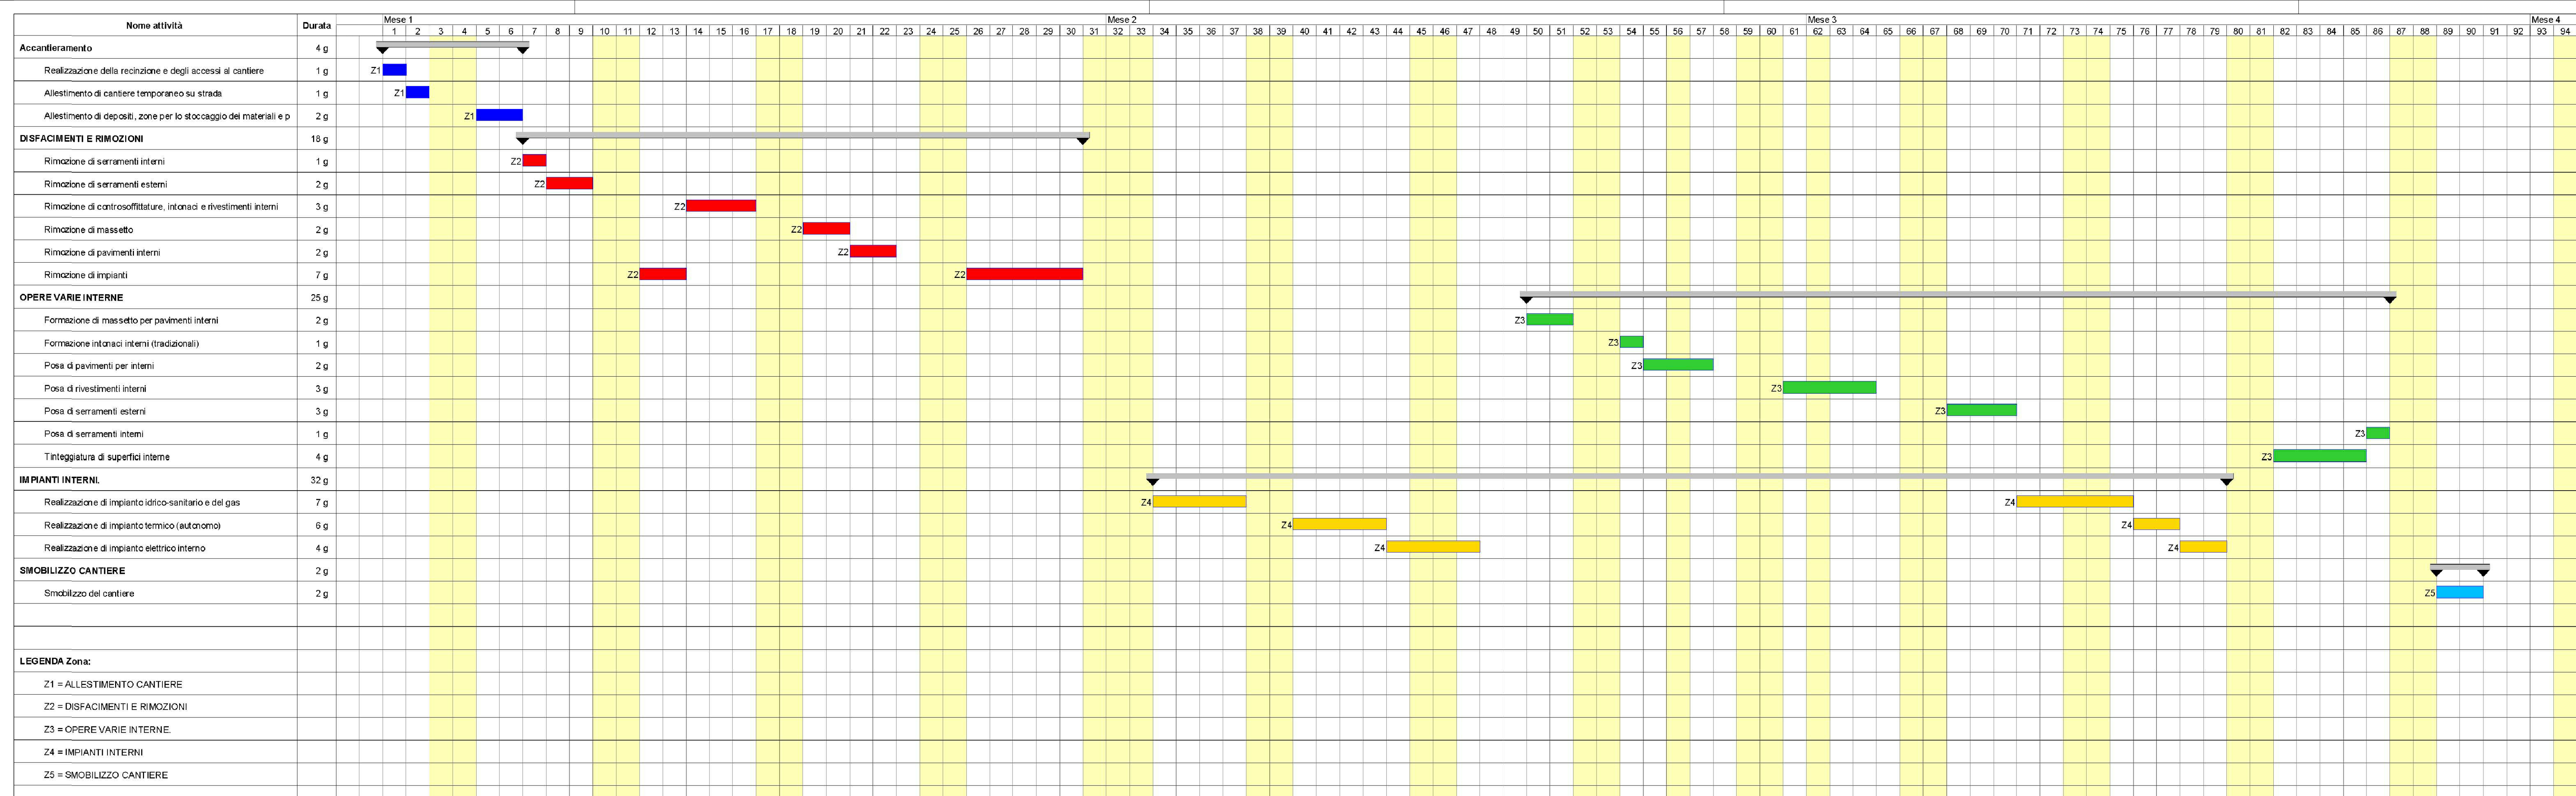 Mese 1 Mese 2 Mese 3 Mese 4
Nome attività Durata
1 2 3 4 5 6 7 8 9 10 11 12 13 14 15 16 17 18 19 20 21 22 23 24 25 26 27 28 29 30 31 32 33 34 35 36 37 38 39 40 41 42 43 44 45 46 47 48 49 50 51 52 53 54 55 56 57 58 59 60 61 62 63 64 65 66 67 68 69 70 71 72 73 74 75 76 77 78 79 80 81 82 83 84 85 86 87 88 89 90 91 92 93 94
Accantieramento 4 g
Realizzazione della recinzione e degli accessi al cantiere 1 g Z1
Allestimento di cantiere temporaneo su strada 1 g Z1
Allestimento di depositi, zone per lo stoccaggio dei materiali e p 2 g Z1
DISFACIMENTI E RIMOZIONI 18 g
Rimozione di serramenti interni 1 g Z2
Rimozione di serramenti esterni 2 g Z2
Rimozione di controsoffittature, intonaci e rivestimenti interni 3 g Z2
Rimozione di massetto 2 g Z2
Rimozione di pavimenti interni 2 g Z2
Rimozione di impianti 7 g Z2 Z2
OPERE VARIE INTERNE 25 g
Formazione di massetto per pavimenti interni 2 g Z3
Formazione intonaci interni (tradizionali) 1 g Z3
Posa di pavimenti per interni 2 g Z3
Posa di rivestimenti interni 3 g Z3
Posa di serramenti esterni 3 g Z3
Posa di serramenti interni 1 g Z3
Tinteggiatura di superfici interne 4 g Z3
IMPIANTI INTERNI. 32 g
Realizzazione di impianto idrico-sanitario e del gas 7 g Z4 Z4
Realizzazione di impianto termico (autonomo) 6 g Z4 Z4
Realizzazione di impianto elettrico interno 4 g Z4 Z4
SMOBILIZZO CANTIERE 2 g
Smobilizzo del cantiere 2 g Z5
LEGENDA Zona:
Z1 = ALLESTIMENTO CANTIERE
Z2 = DISFACIMENTI E RIMOZIONI
Z3 = OPERE VARIE INTERNE.
Z4 = IMPIANTI INTERNI
Z5 = SMOBILIZZO CANTIERE